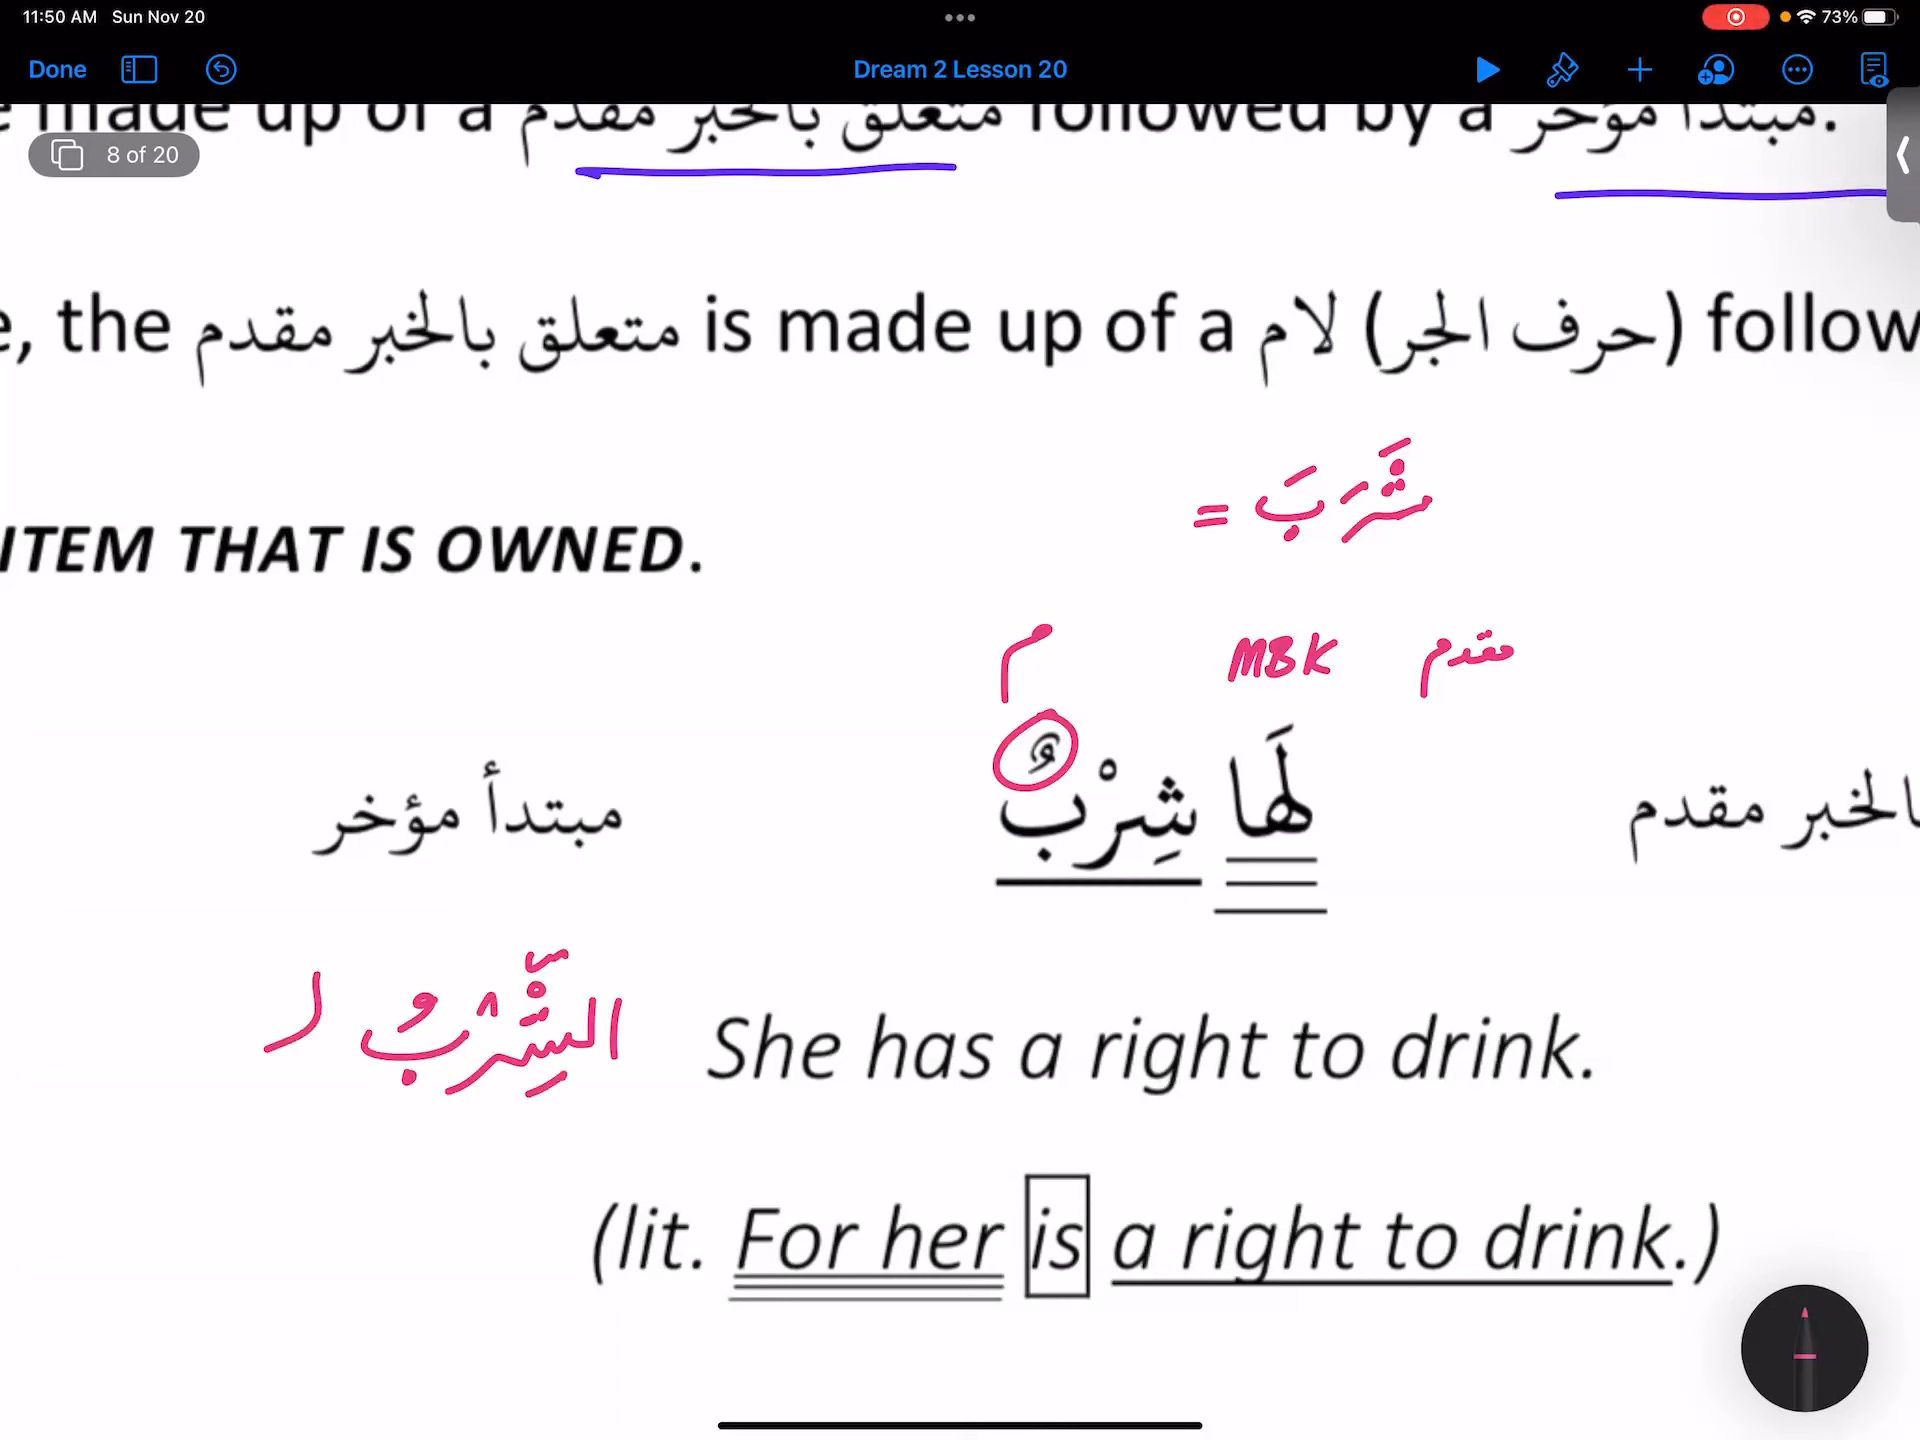 11:50 AM Sun Nov 20
73%
Done
Dream 2 Lesson 20
made up of a متعلق بالخبر مقدم followed by a مبتدأ مؤخر.
8 of 20
, the متعلق بالخبر مقدم is made up of a لام (حرف الجر) follow
شَرَبَ =
ITEM THAT IS OWNED.
م MBK مقدم
مبتدأ مؤخر لَهَا شِرْبٌ الخبر مقدم
الشِّرْبُ
She has a right to drink.
(lit. For her is a right to drink.)